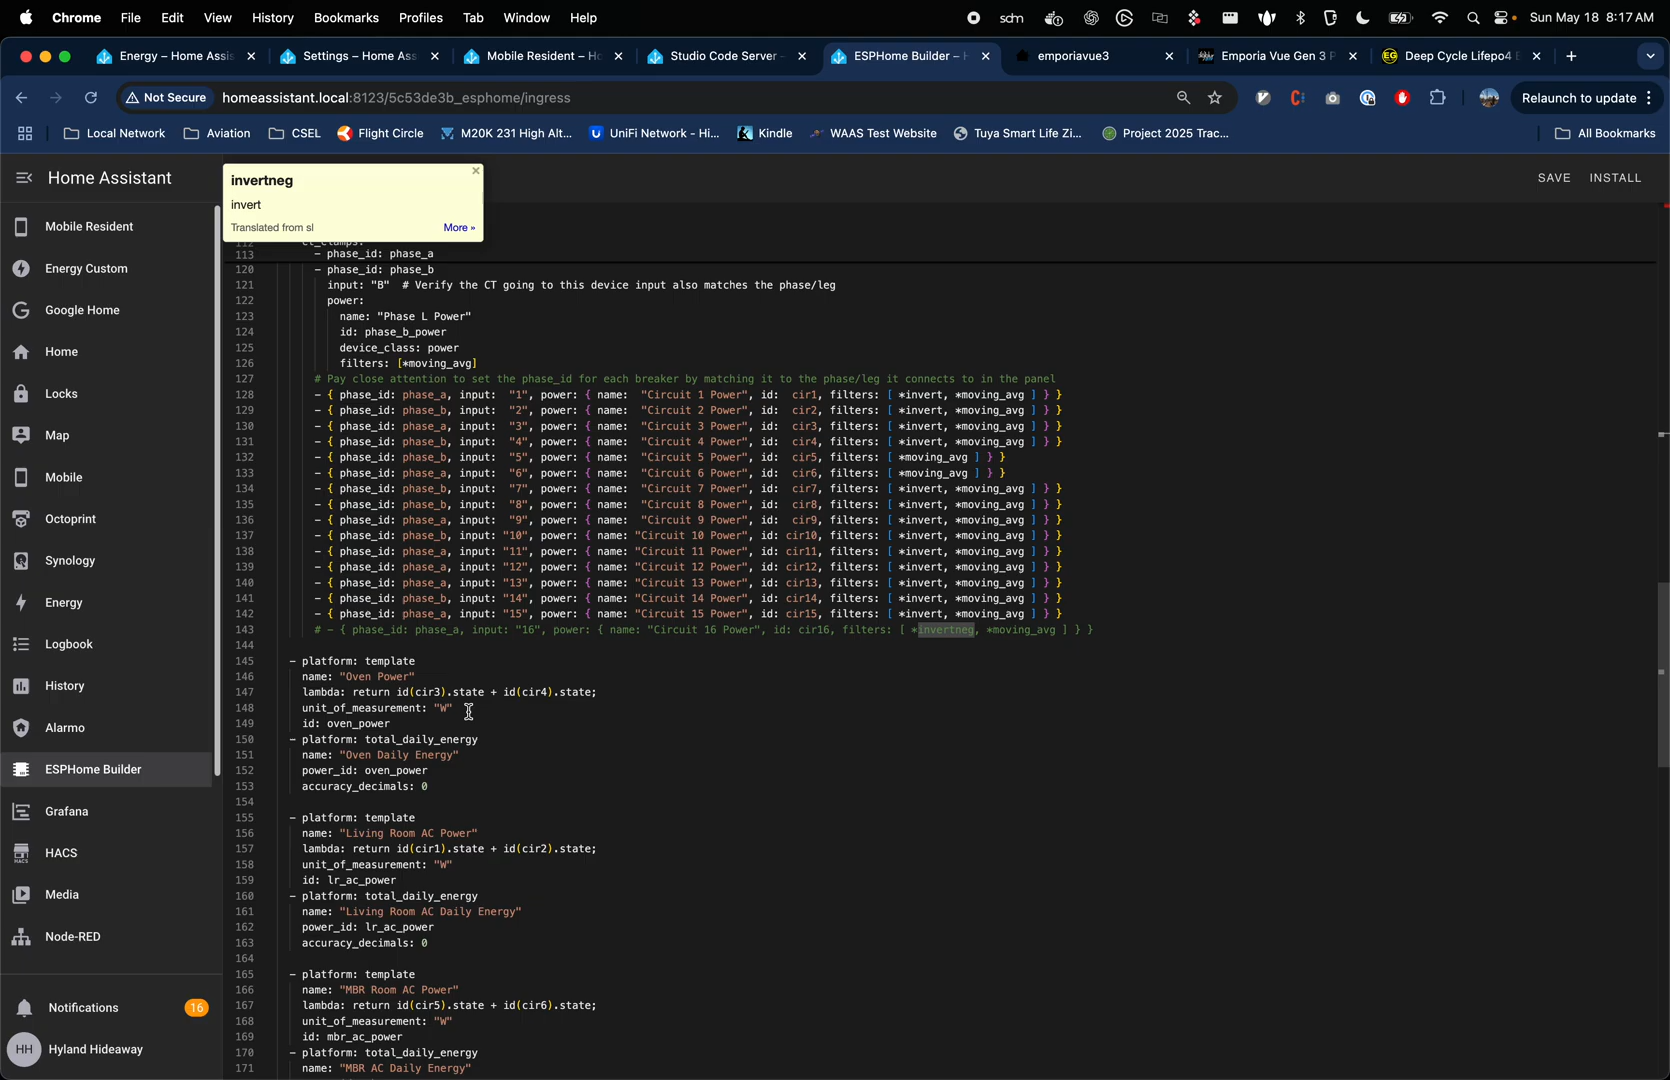 Chrome File Edit View History Bookmarks Profiles Tab Window Help sdm Sun May 18 8:17 AM
Energy – Home Assis Settings – Home Ass Mobile Resident – Ho Studio Code Server – ESPHome Builder – H emporiavue3 Emporia Vue Gen 3 P EG Deep Cycle Lifepo4
Not Secure homeassistant.local:8123/5c53de3b_esphome/ingress Relaunch to update
Local Network Aviation CSEL Flight Circle M20K 231 High Alt... UniFi Network - Hi... Kindle WAAS Test Website Tuya Smart Life Zi... Project 2025 Trac... All Bookmarks
Home Assistant
SAVE INSTALL
invertneg
invert
Translated from sl More »
Mobile Resident
Energy Custom
Google Home
Home
Locks
Map
Mobile
Octoprint
Synology
Energy
Logbook
History
Alarmo
ESPHome Builder
Grafana
HACS
Media
Node-RED
Notifications 16
HH Hyland Hideaway
112 ct_clamps:
113 - phase_id: phase_a
120 - phase_id: phase_b
121 input: "B" # Verify the CT going to this device input also matches the phase/leg
122 power:
123 name: "Phase L Power"
124 id: phase_b_power
125 device_class: power
126 filters: [*moving_avg]
127 # Pay close attention to set the phase_id for each breaker by matching it to the phase/leg it connects to in the panel
128 - { phase_id: phase_a, input: "1", power: { name: "Circuit 1 Power", id: cir1, filters: [ *invert, *moving_avg ] } }
129 - { phase_id: phase_b, input: "2", power: { name: "Circuit 2 Power", id: cir2, filters: [ *invert, *moving_avg ] } }
130 - { phase_id: phase_a, input: "3", power: { name: "Circuit 3 Power", id: cir3, filters: [ *invert, *moving_avg ] } }
131 - { phase_id: phase_b, input: "4", power: { name: "Circuit 4 Power", id: cir4, filters: [ *invert, *moving_avg ] } }
132 - { phase_id: phase_b, input: "5", power: { name: "Circuit 5 Power", id: cir5, filters: [ *moving_avg ] } }
133 - { phase_id: phase_a, input: "6", power: { name: "Circuit 6 Power", id: cir6, filters: [ *moving_avg ] } }
134 - { phase_id: phase_b, input: "7", power: { name: "Circuit 7 Power", id: cir7, filters: [ *invert, *moving_avg ] } }
135 - { phase_id: phase_b, input: "8", power: { name: "Circuit 8 Power", id: cir8, filters: [ *invert, *moving_avg ] } }
136 - { phase_id: phase_a, input: "9", power: { name: "Circuit 9 Power", id: cir9, filters: [ *invert, *moving_avg ] } }
137 - { phase_id: phase_b, input: "10", power: { name: "Circuit 10 Power", id: cir10, filters: [ *invert, *moving_avg ] } }
138 - { phase_id: phase_a, input: "11", power: { name: "Circuit 11 Power", id: cir11, filters: [ *invert, *moving_avg ] } }
139 - { phase_id: phase_a, input: "12", power: { name: "Circuit 12 Power", id: cir12, filters: [ *invert, *moving_avg ] } }
140 - { phase_id: phase_a, input: "13", power: { name: "Circuit 13 Power", id: cir13, filters: [ *invert, *moving_avg ] } }
141 - { phase_id: phase_b, input: "14", power: { name: "Circuit 14 Power", id: cir14, filters: [ *invert, *moving_avg ] } }
142 - { phase_id: phase_a, input: "15", power: { name: "Circuit 15 Power", id: cir15, filters: [ *invert, *moving_avg ] } }
143 # - { phase_id: phase_a, input: "16", power: { name: "Circuit 16 Power", id: cir16, filters: [ *invertneg, *moving_avg ] } }
144
145 - platform: template
146 name: "Oven Power"
147 lambda: return id(cir3).state + id(cir4).state;
148 unit_of_measurement: "W"
149 id: oven_power
150 - platform: total_daily_energy
151 name: "Oven Daily Energy"
152 power_id: oven_power
153 accuracy_decimals: 0
154
155 - platform: template
156 name: "Living Room AC Power"
157 lambda: return id(cir1).state + id(cir2).state;
158 unit_of_measurement: "W"
159 id: lr_ac_power
160 - platform: total_daily_energy
161 name: "Living Room AC Daily Energy"
162 power_id: lr_ac_power
163 accuracy_decimals: 0
164
165 - platform: template
166 name: "MBR Room AC Power"
167 lambda: return id(cir5).state + id(cir6).state;
168 unit_of_measurement: "W"
169 id: mbr_ac_power
170 - platform: total_daily_energy
171 name: "MBR AC Daily Energy"